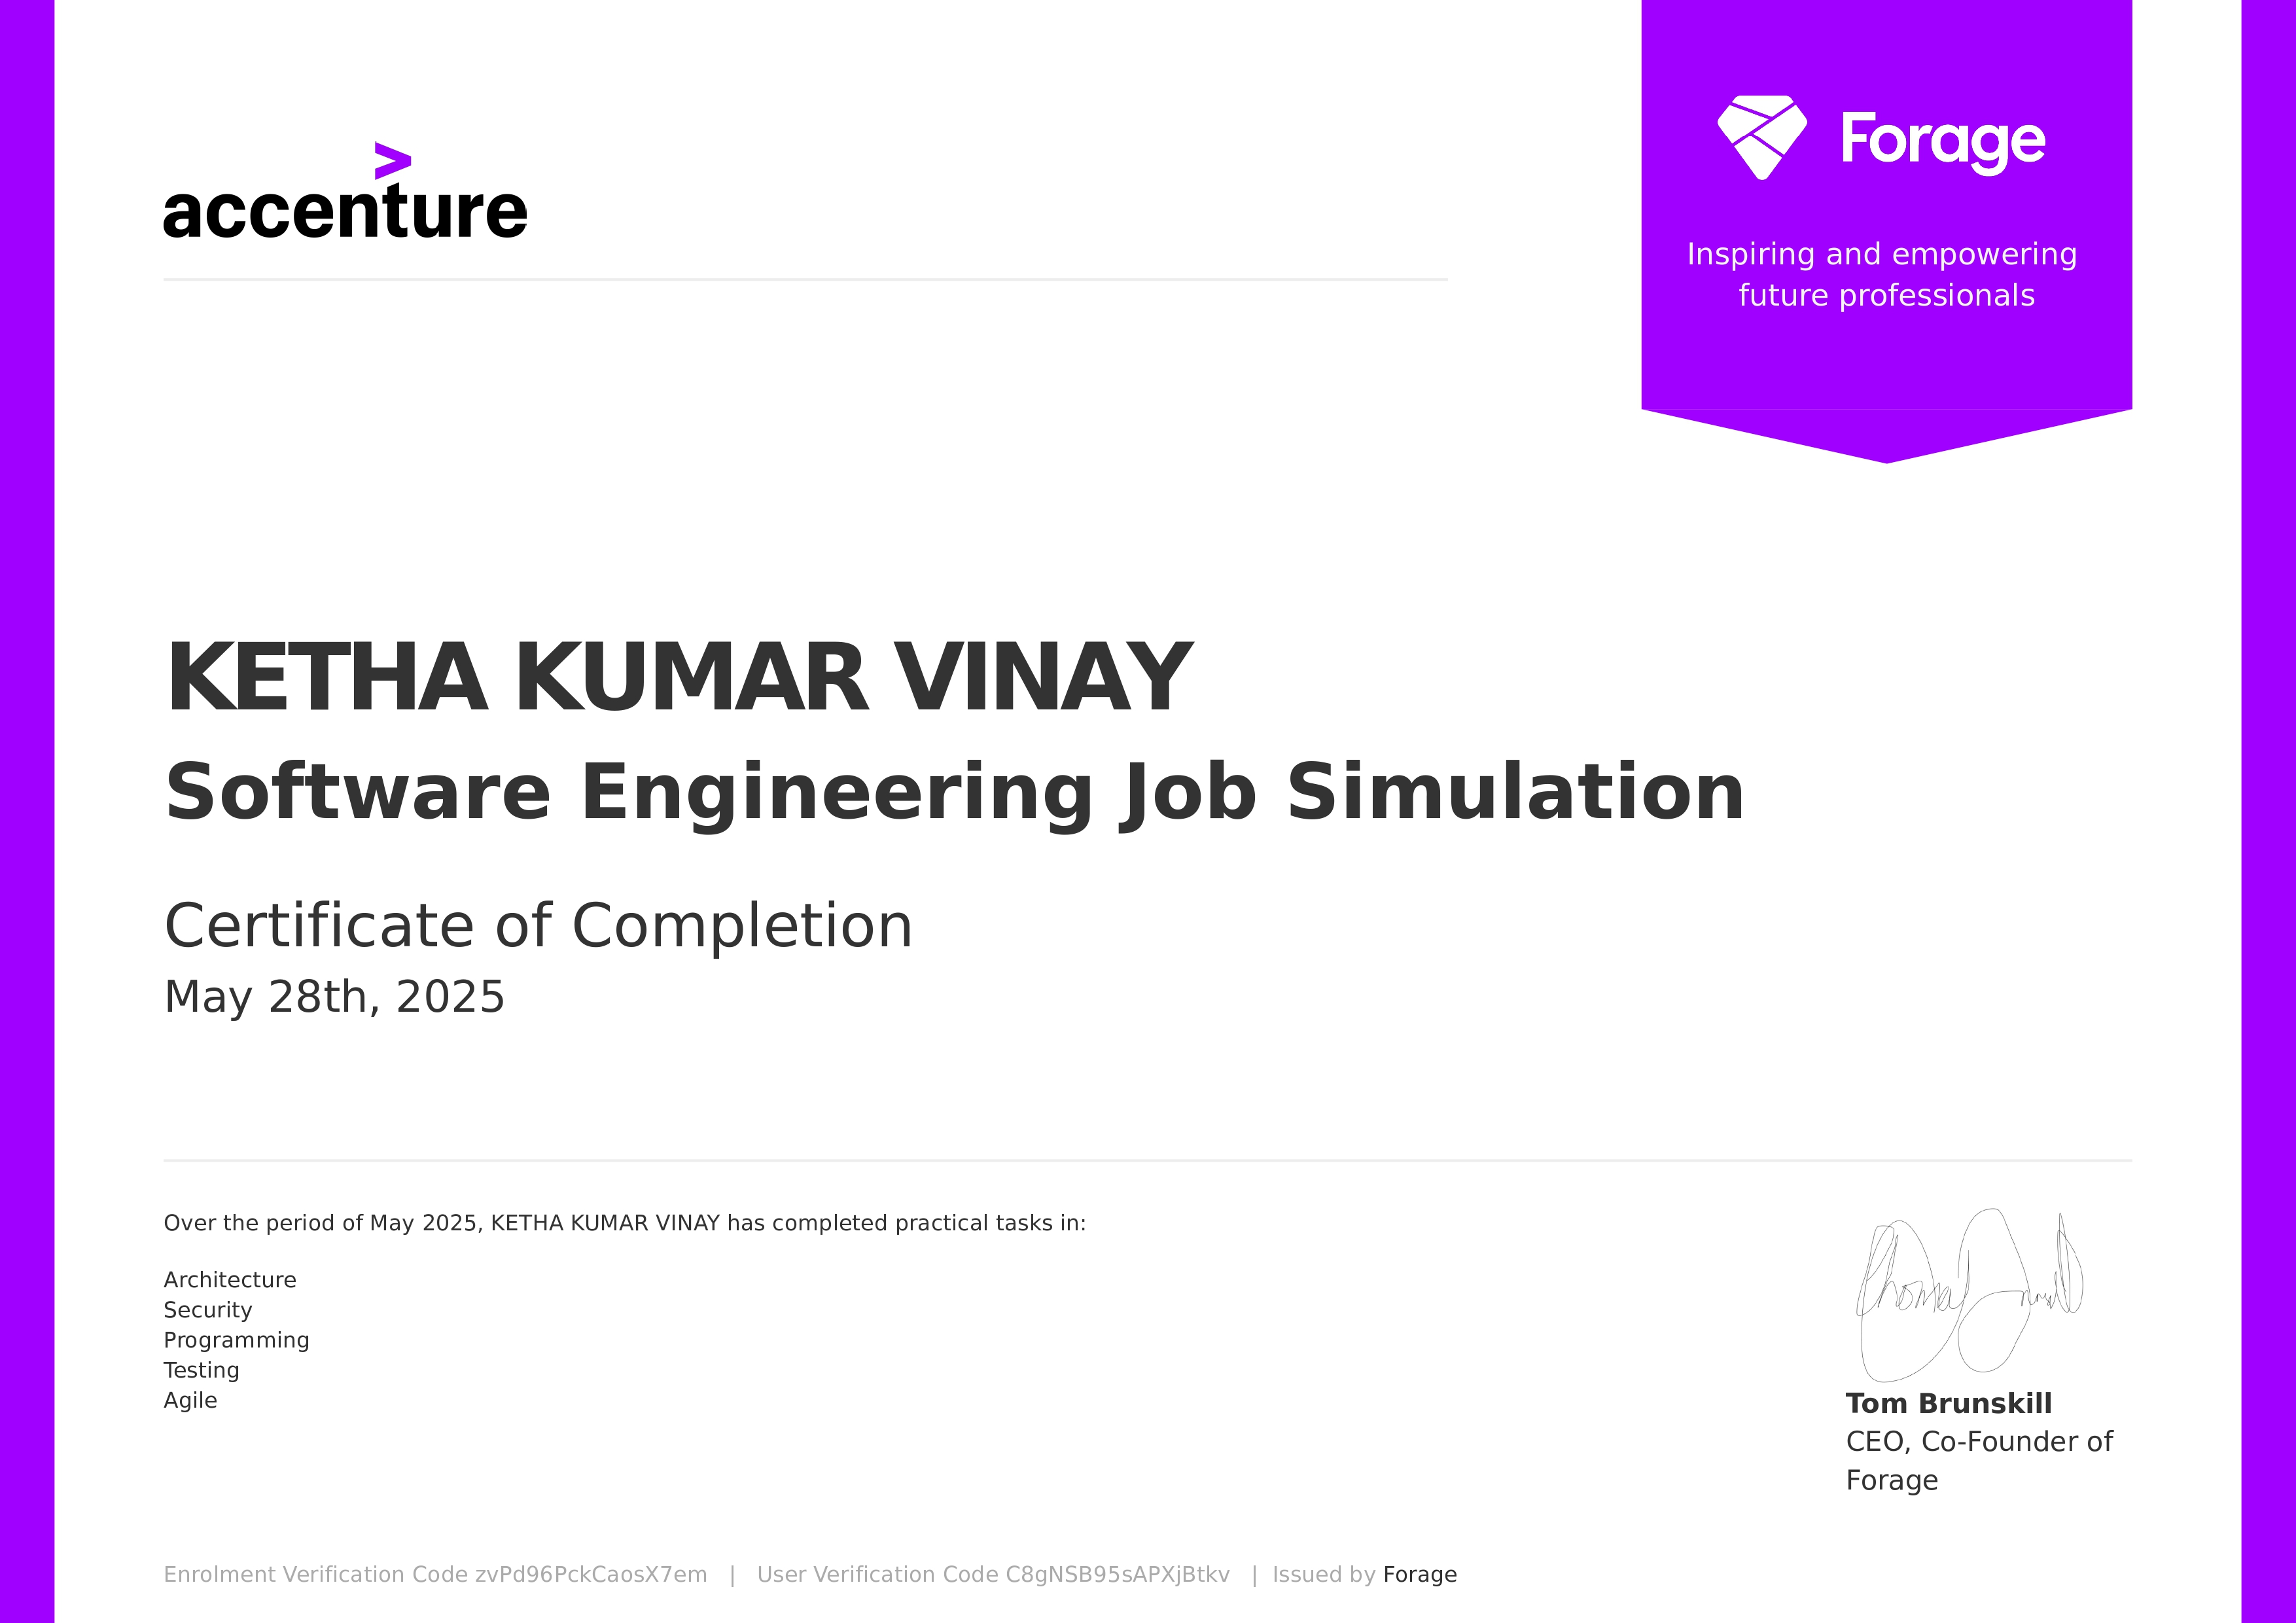 accenture
>
Forage
Inspiring and empowering
future professionals
KETHA KUMAR VINAY
Software Engineering Job Simulation
Certificate of Completion
May 28th, 2025
Over the period of May 2025, KETHA KUMAR VINAY has completed practical tasks in:
Architecture
Security
Programming
Testing
Agile
Tom Brunskill
CEO, Co-Founder of
Forage
Enrolment Verification Code zvPd96PckCaosX7em | User Verification Code C8gNSB95sAPXjBtkv | Issued by Forage